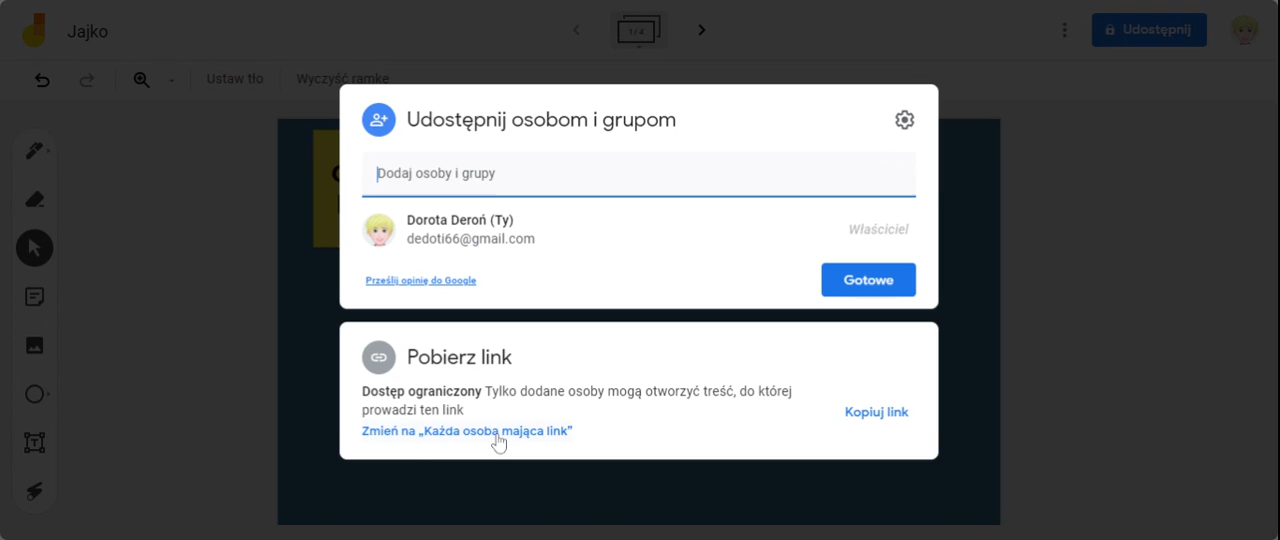 Jajko
1 / 4
Udostępnij
Ustaw tło
Wyczyść ramkę
Udostępnij osobom i grupom
Dodaj osoby i grupy
Dorota Deroń (Ty)
dedoti66@gmail.com
Właściciel
Prześlij opinię do Google
Gotowe
Pobierz link
Dostęp ograniczony Tylko dodane osoby mogą otworzyć treść, do której
prowadzi ten link
Kopiuj link
Zmień na „Każda osoba mająca link”